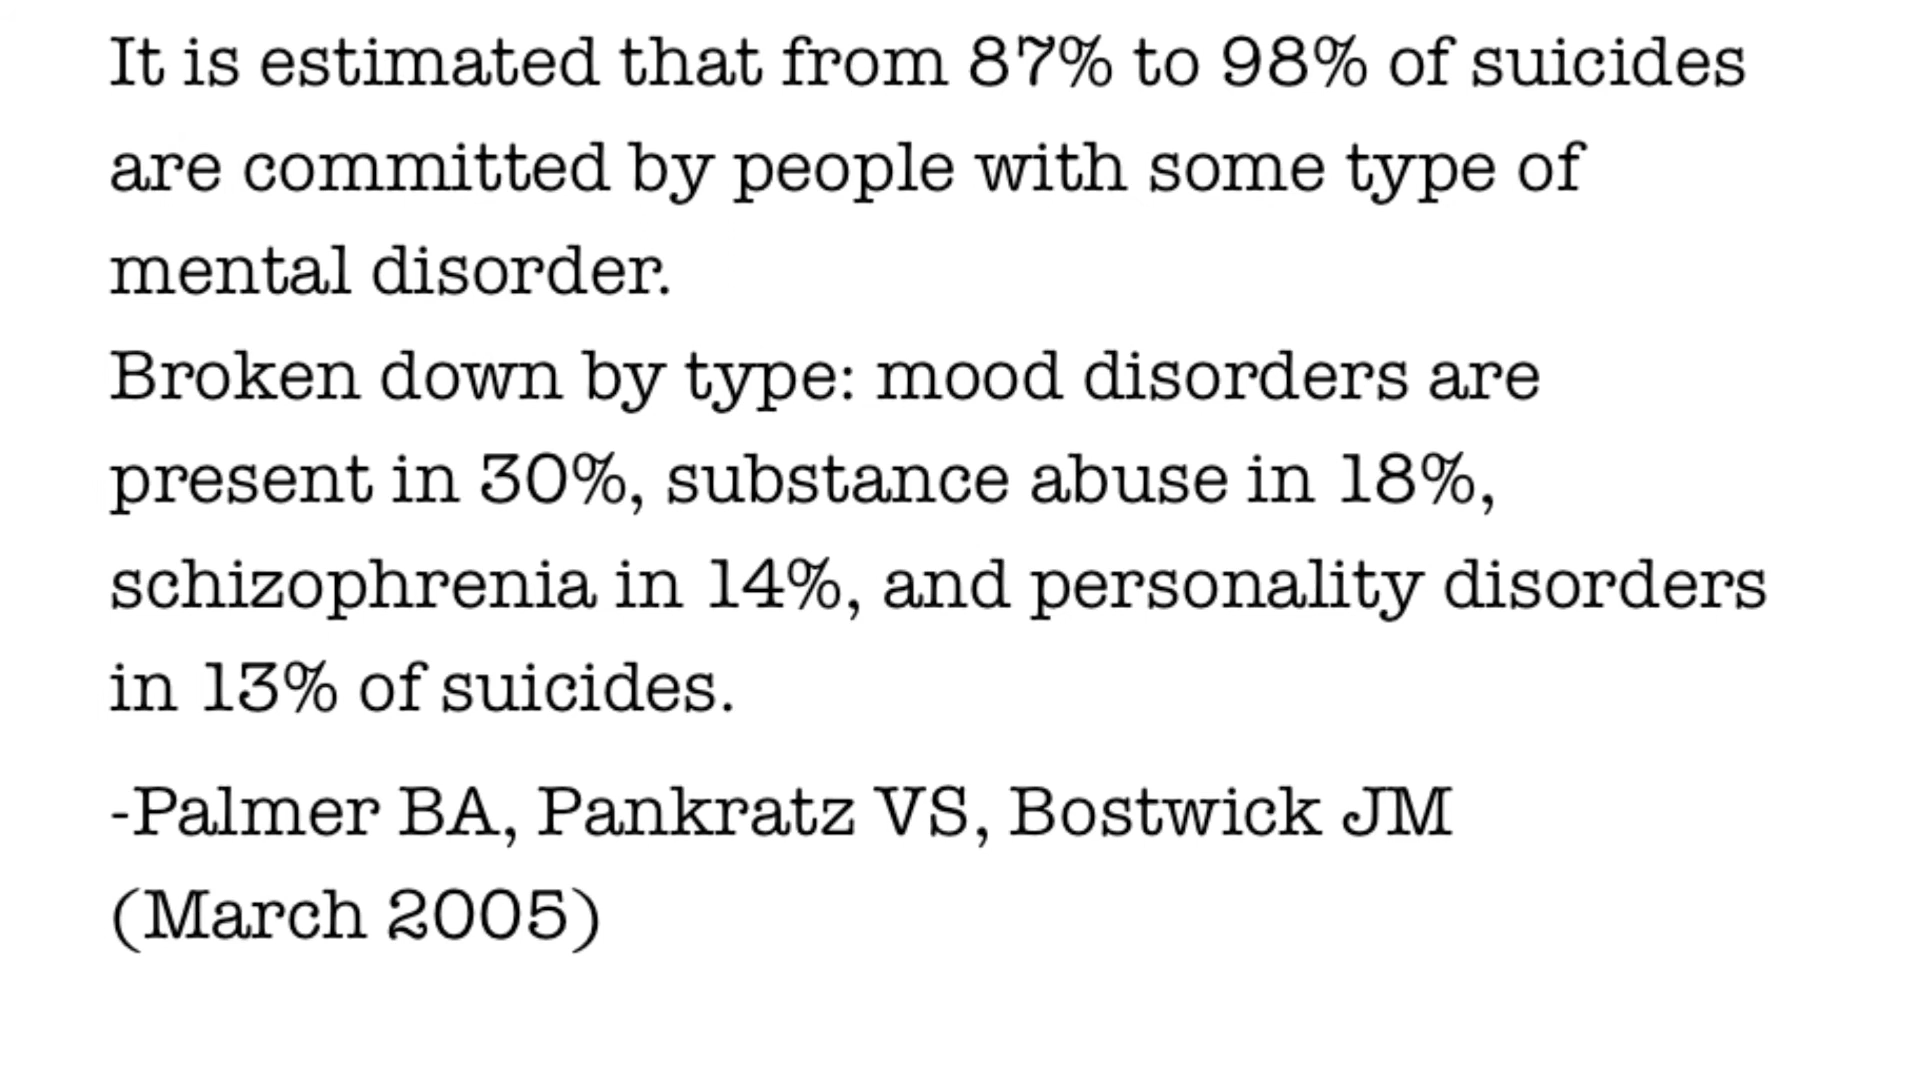 It is estimated that from 87% to 98% of suicides
are committed by people with some type of
mental disorder.
Broken down by type: mood disorders are
present in 30%, substance abuse in 18%,
schizophrenia in 14%, and personality disorders
in 13% of suicides.
-Palmer BA, Pankratz VS, Bostwick JM
(March 2005)